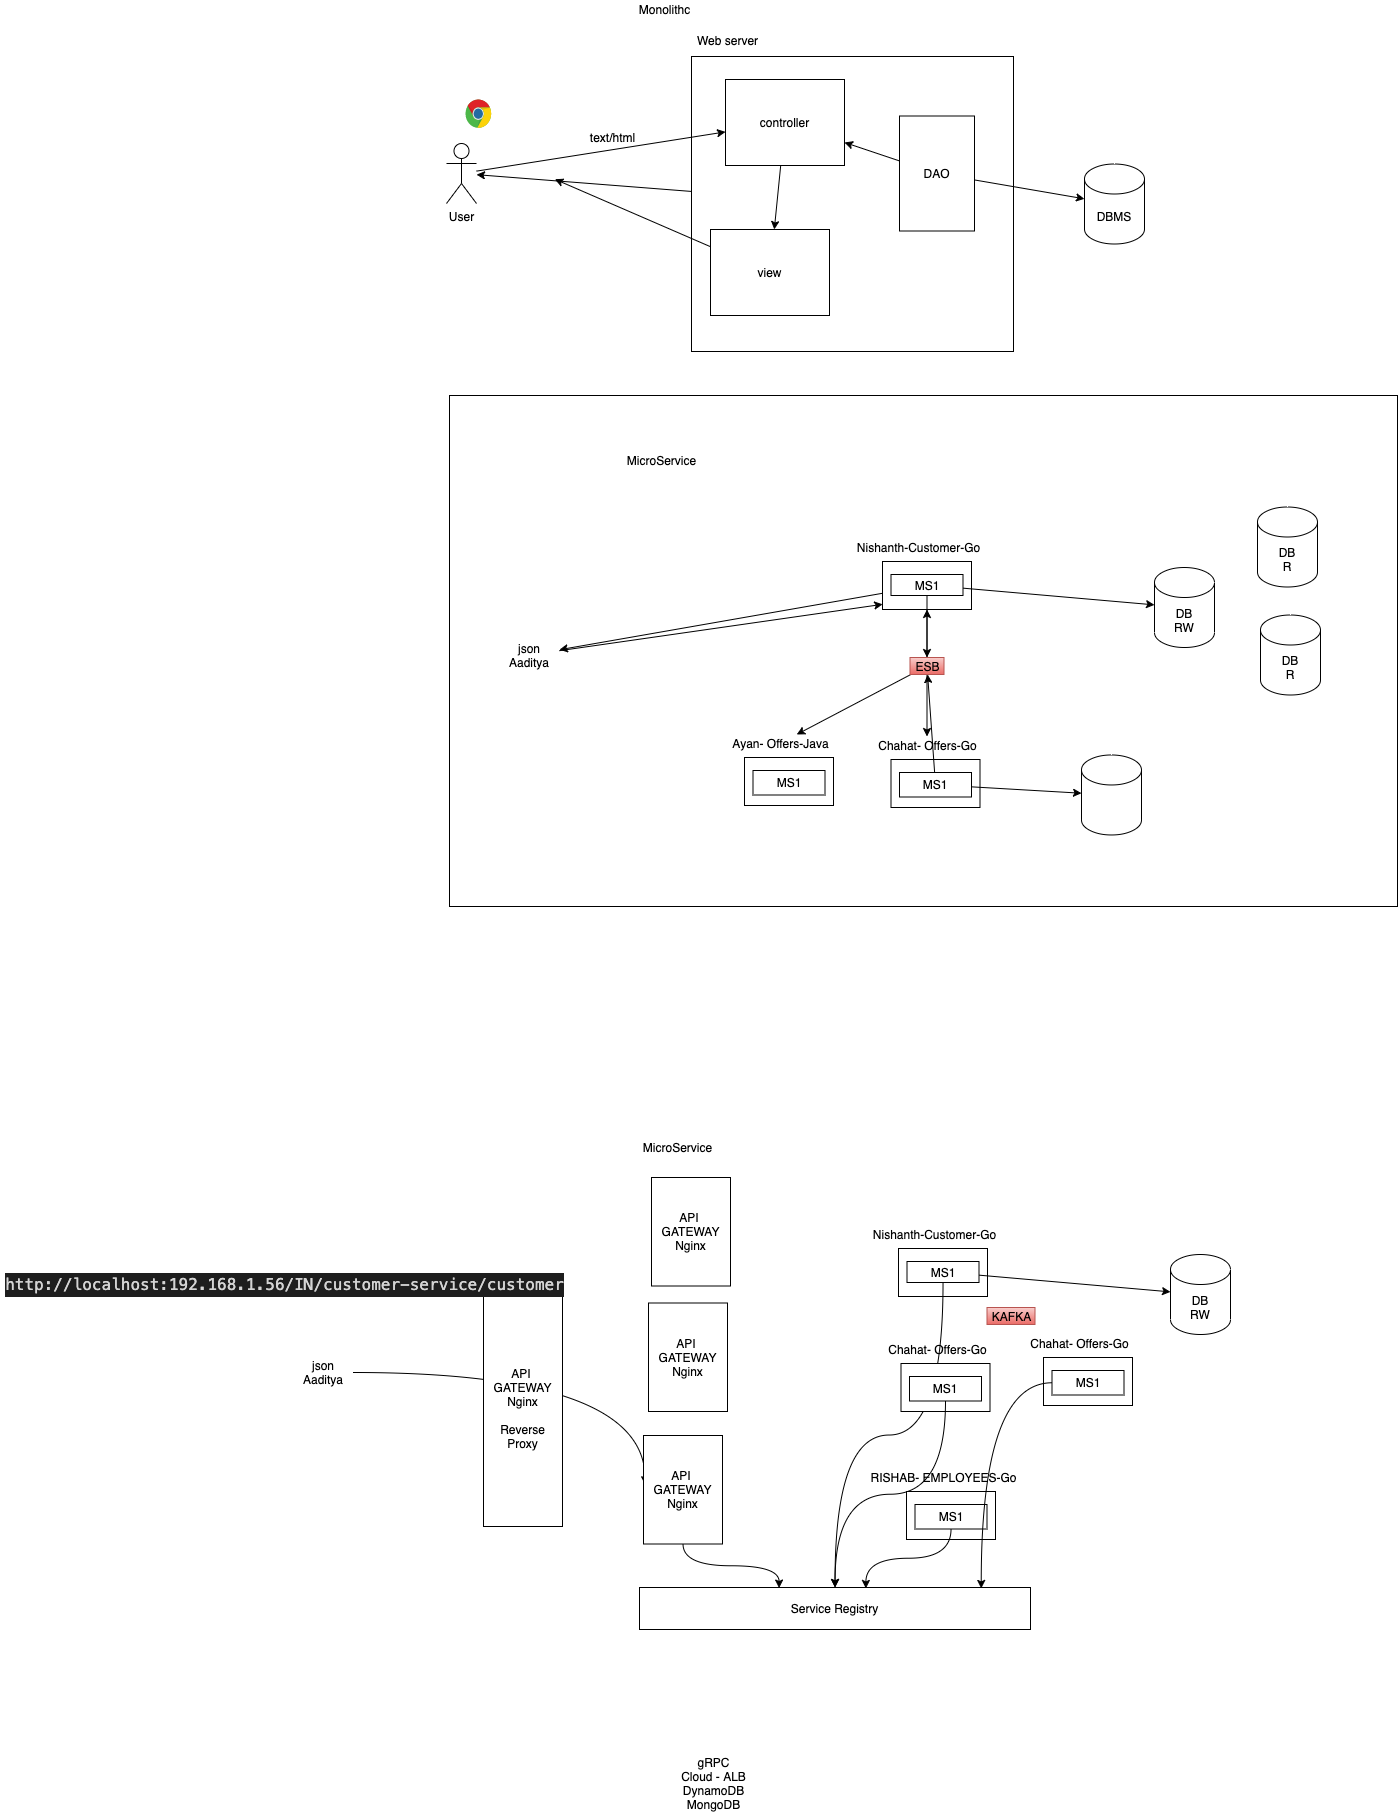 Monolithc
Web server
controller
text/html
DAO
User
DBMS
view
MicroService
Nishanth-Customer-Go
MS1
DB
R
DB
RW
json
Aaditya
DB
R
ESB
Ayan- Offers-Java
Chahat- Offers-Go
MS1
MS1
MicroService
API
GATEWAY
Nginx
Nishanth-Customer-Go
MS1
http://localhost:192.168.1.56/IN/customer-service/customer
DB
RW
KAFKA
API
GATEWAY
Nginx
Chahat- Offers-Go
Chahat- Offers-Go
json
Aaditya
API
GATEWAY
Nginx
Reverse
Proxy
MS1
MS1
API
GATEWAY
Nginx
RISHAB- EMPLOYEES-Go
MS1
Service Registry
gRPC
Cloud - ALB
DynamoDB
MongoDB